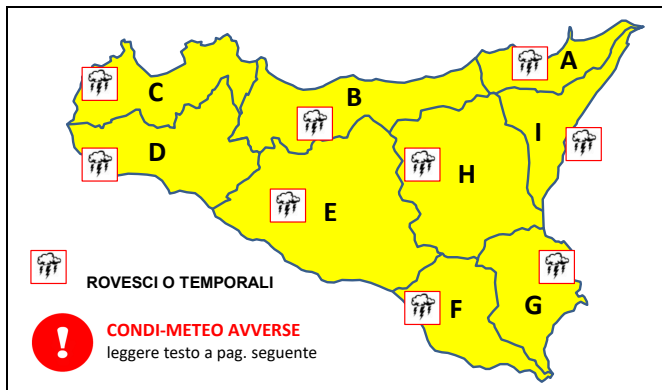 A
B
C
D
I
H
E
F
G
ROVESCI O TEMPORALI
CONDI-METEO AVVERSE
leggere testo a pag. seguente
!